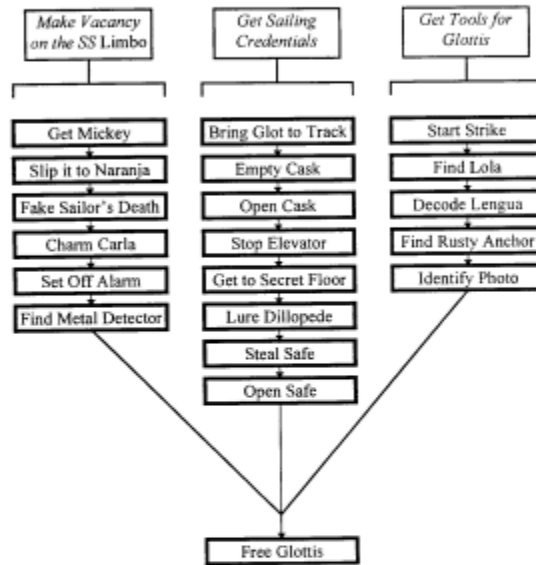 Make Vacancy
on the SS Limbo
Get Mickey
Slip it to Naranja
Fake Sailor's Death
Charm Carla
Set Off Alarm
Find Metal Detector
Get Sailing
Credentials
Bring Glot to Track
Empty Cask
Open Cask
Stop Elevator
Get to Secret Floor
Lure Dillopede
Steal Safe
Open Safe
Get Tools for
Glottis
Start Strike
Find Lola
Decode Lengua
Find Rusty Anchor
Identify Photo
Free Glottis